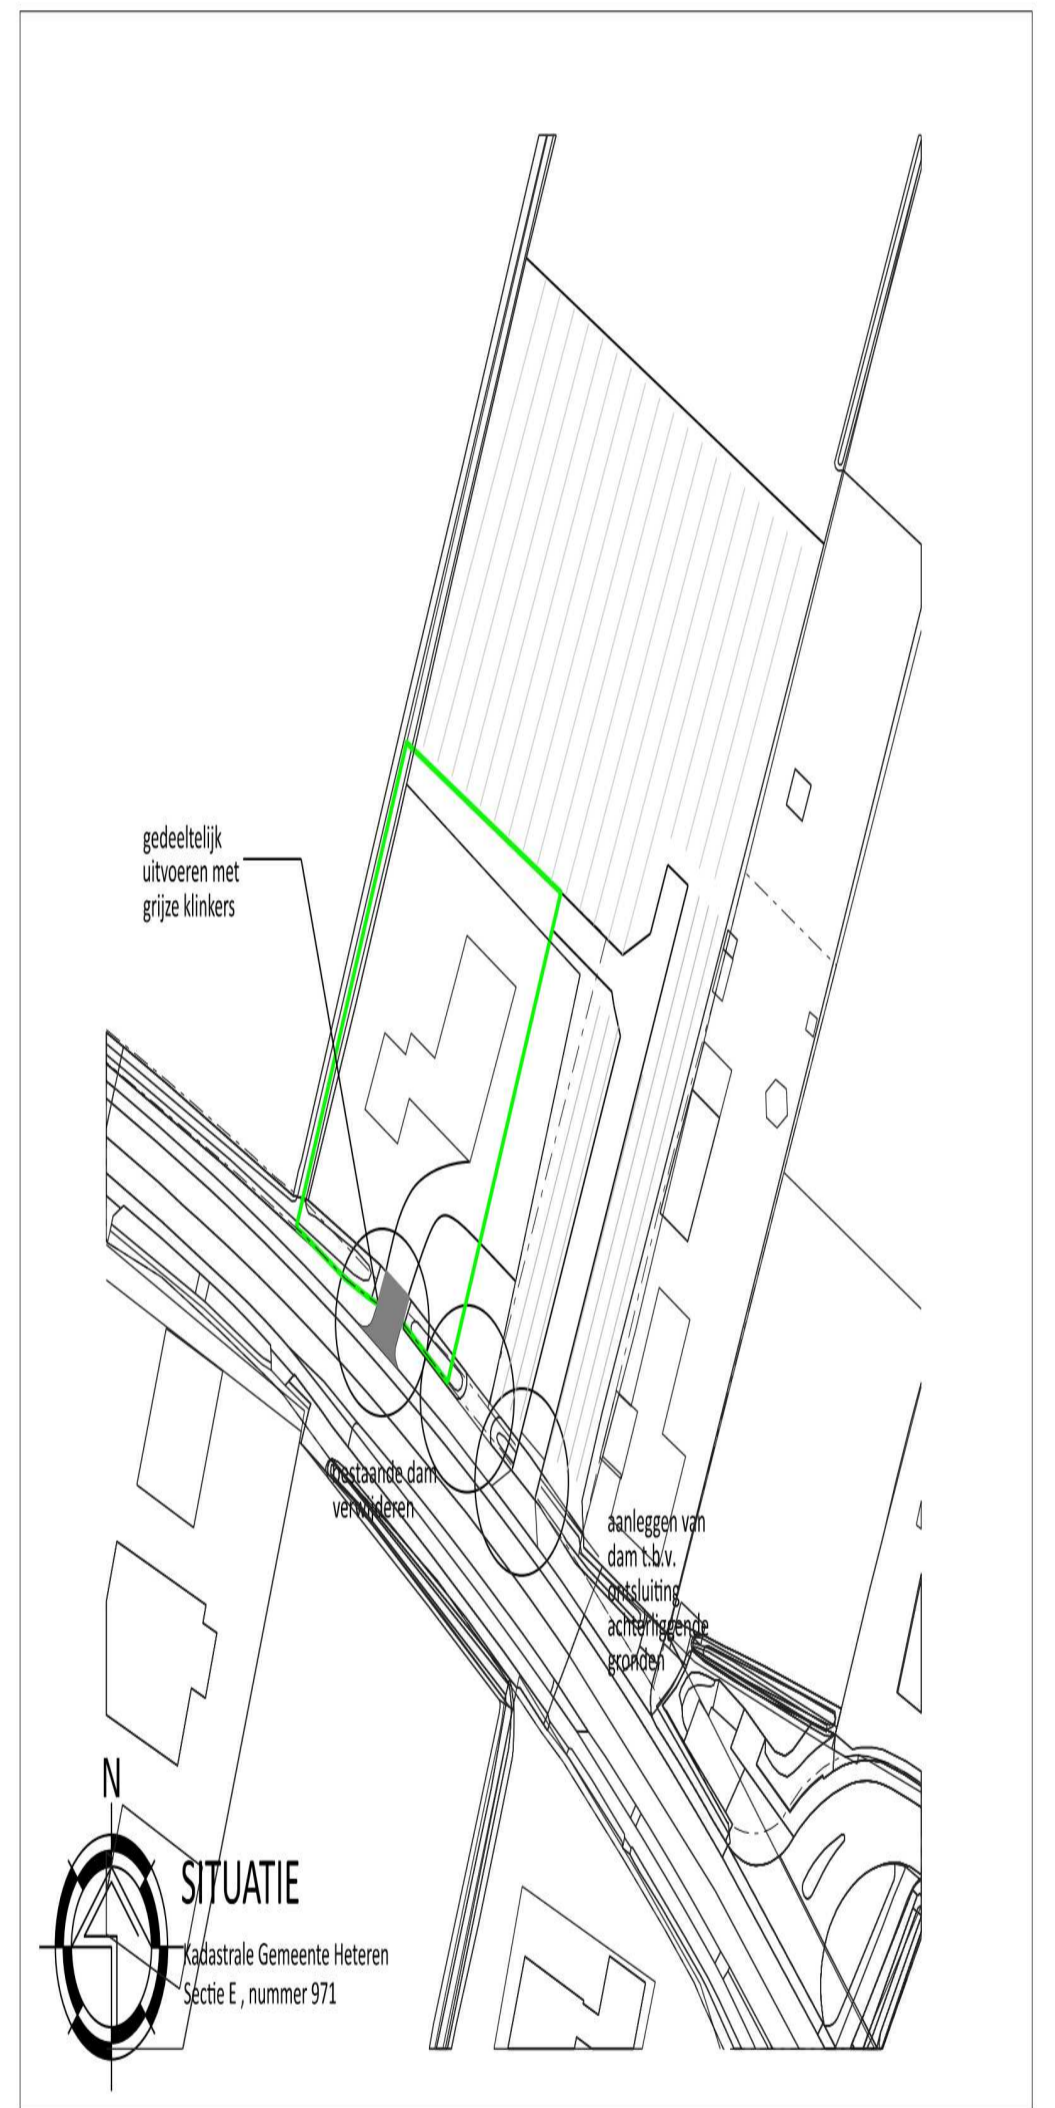 gedeeltelijk
uitvoeren met
grijze klinkers
bestaande dam
verwijderen
aanleggen van
dam t.b.v.
ontsluiting
achterliggende
gronden
N
SITUATIE
Kadastrale Gemeente Heteren
Sectie E , nummer 971